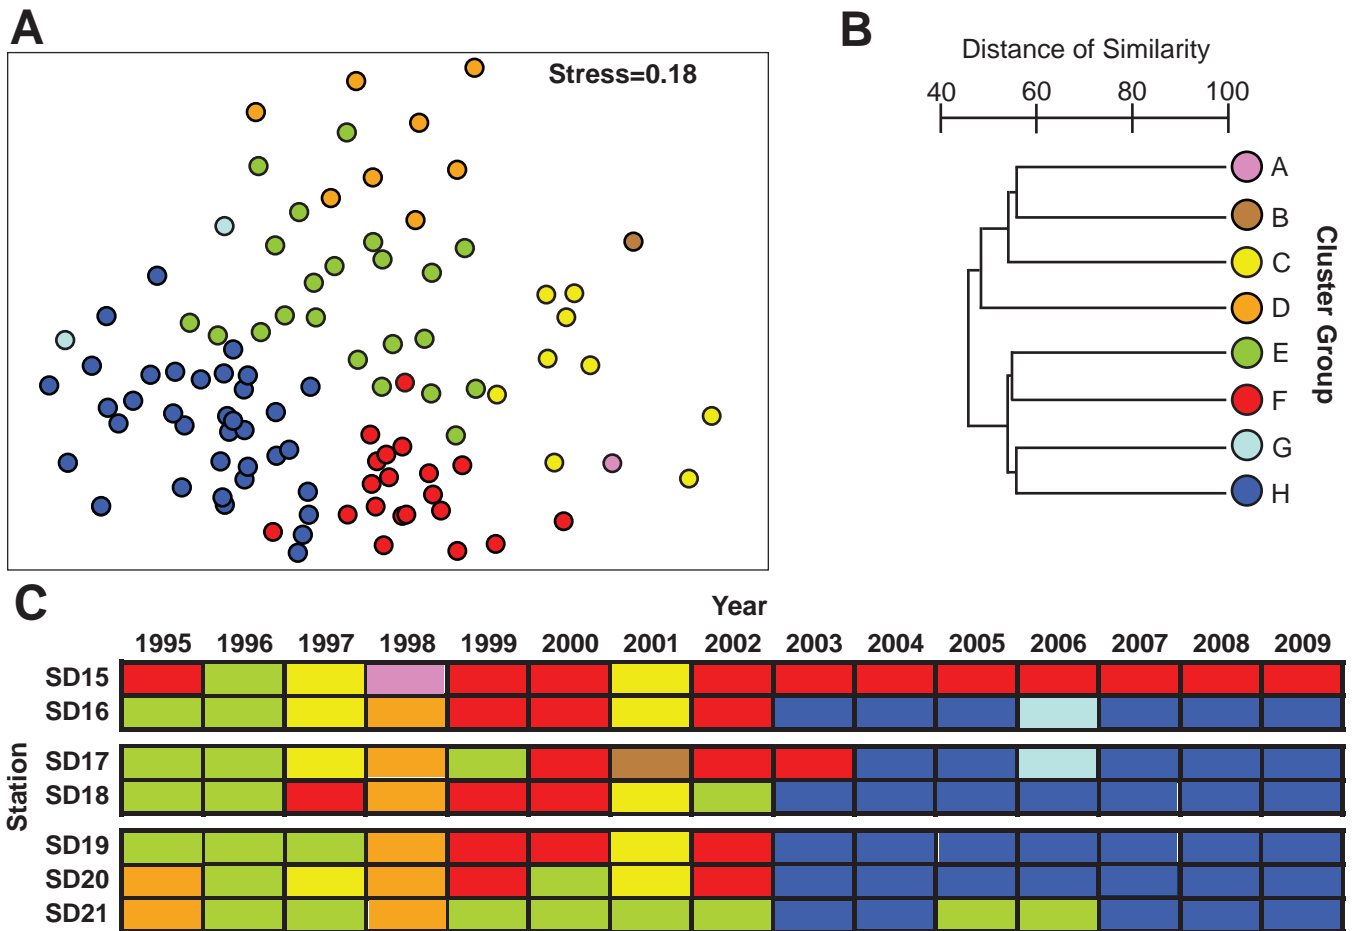 A
Stress=0.18
B
Distance of Similarity
40 60 80 100
A
B
C
D
E
F
G
H
Cluster Group
C
Year
1995 1996 1997 1998 1999 2000 2001 2002 2003 2004 2005 2006 2007 2008 2009
Station
SD15
SD16
SD17
SD18
SD19
SD20
SD21